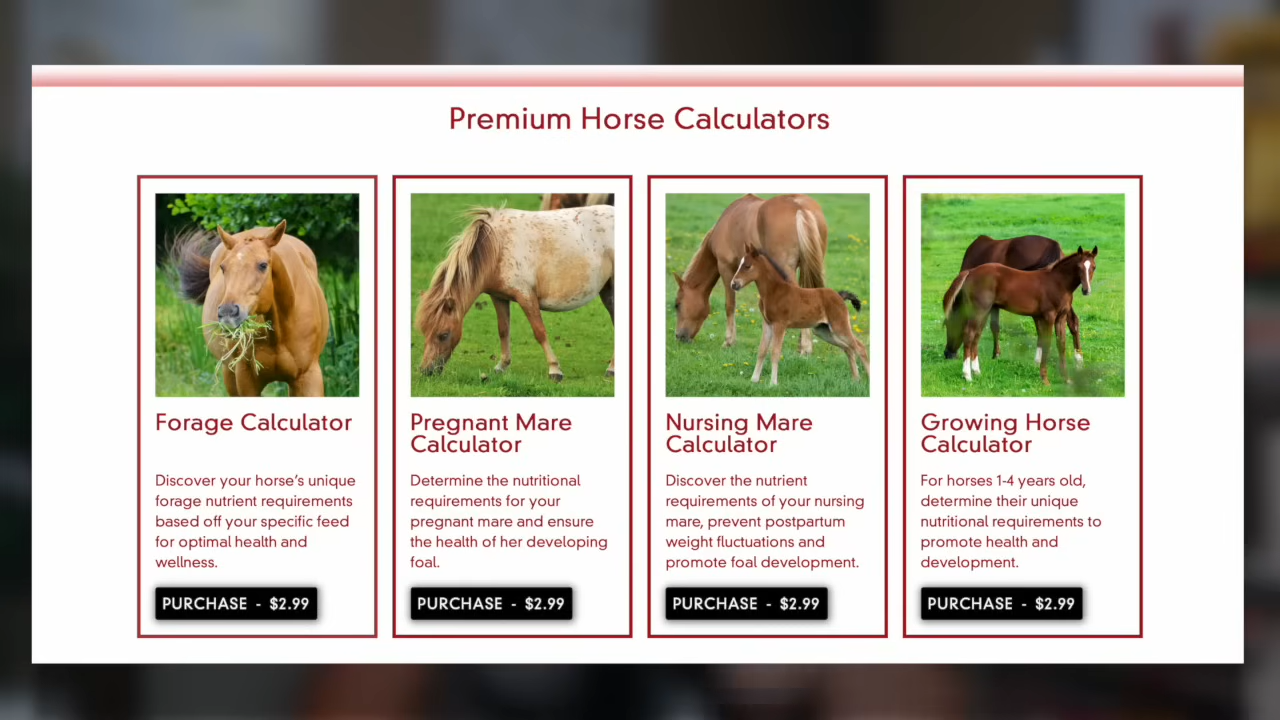 Premium Horse Calculators
Forage Calculator
Discover your horse's unique
forage nutrient requirements
based off your specific feed
for optimal health and
wellness.
PURCHASE - $2.99
Pregnant Mare
Calculator
Determine the nutritional
requirements for your
pregnant mare and ensure
the health of her developing
foal.
PURCHASE - $2.99
Nursing Mare
Calculator
Discover the nutrient
requirements of your nursing
mare, prevent postpartum
weight fluctuations and
promote foal development.
PURCHASE - $2.99
Growing Horse
Calculator
For horses 1-4 years old,
determine their unique
nutritional requirements to
promote health and
development.
PURCHASE - $2.99